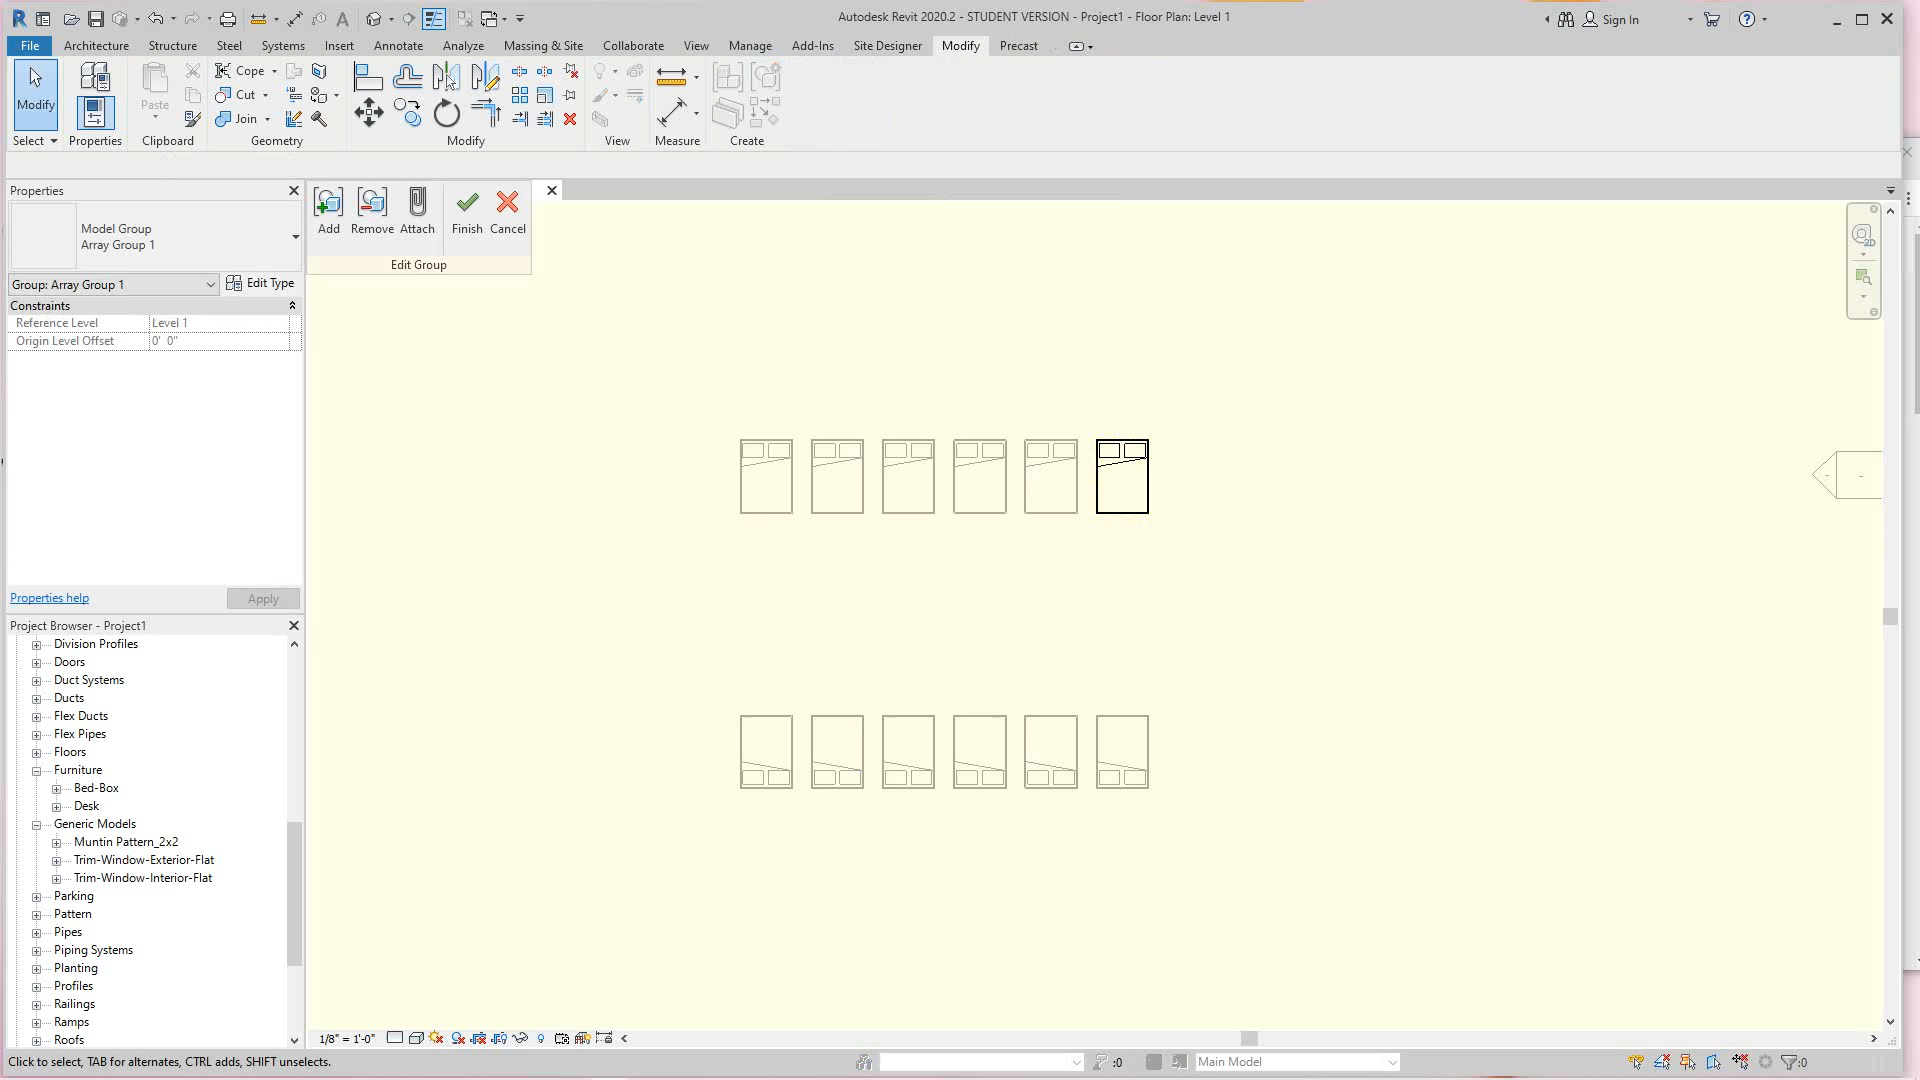 Autodesk Revit 2020.2 - STUDENT VERSION - Project1 - Floor Plan: Level 1
Sign In
File Architecture Structure Steel Systems Insert Annotate Analyze Massing & Site Collaborate View Manage Add-Ins Site Designer Modify Precast
Modify
Paste
Cope
Cut
Join
Select Properties Clipboard Geometry Modify View Measure Create
Properties
Model Group
Array Group 1
Group: Array Group 1
Edit Type
Constraints
Reference Level Level 1
Origin Level Offset 0' 0"
Properties help
Apply
Add Remove Attach Finish Cancel
Edit Group
2D
Project Browser - Project1
Division Profiles
Doors
Duct Systems
Ducts
Flex Ducts
Flex Pipes
Floors
Furniture
Bed-Box
Desk
Generic Models
Muntin Pattern_2x2
Trim-Window-Exterior-Flat
Trim-Window-Interior-Flat
Parking
Pattern
Pipes
Piping Systems
Planting
Profiles
Railings
Ramps
Roofs
1/8" = 1'-0"
Click to select, TAB for alternates, CTRL adds, SHIFT unselects.
:0
Main Model
:0